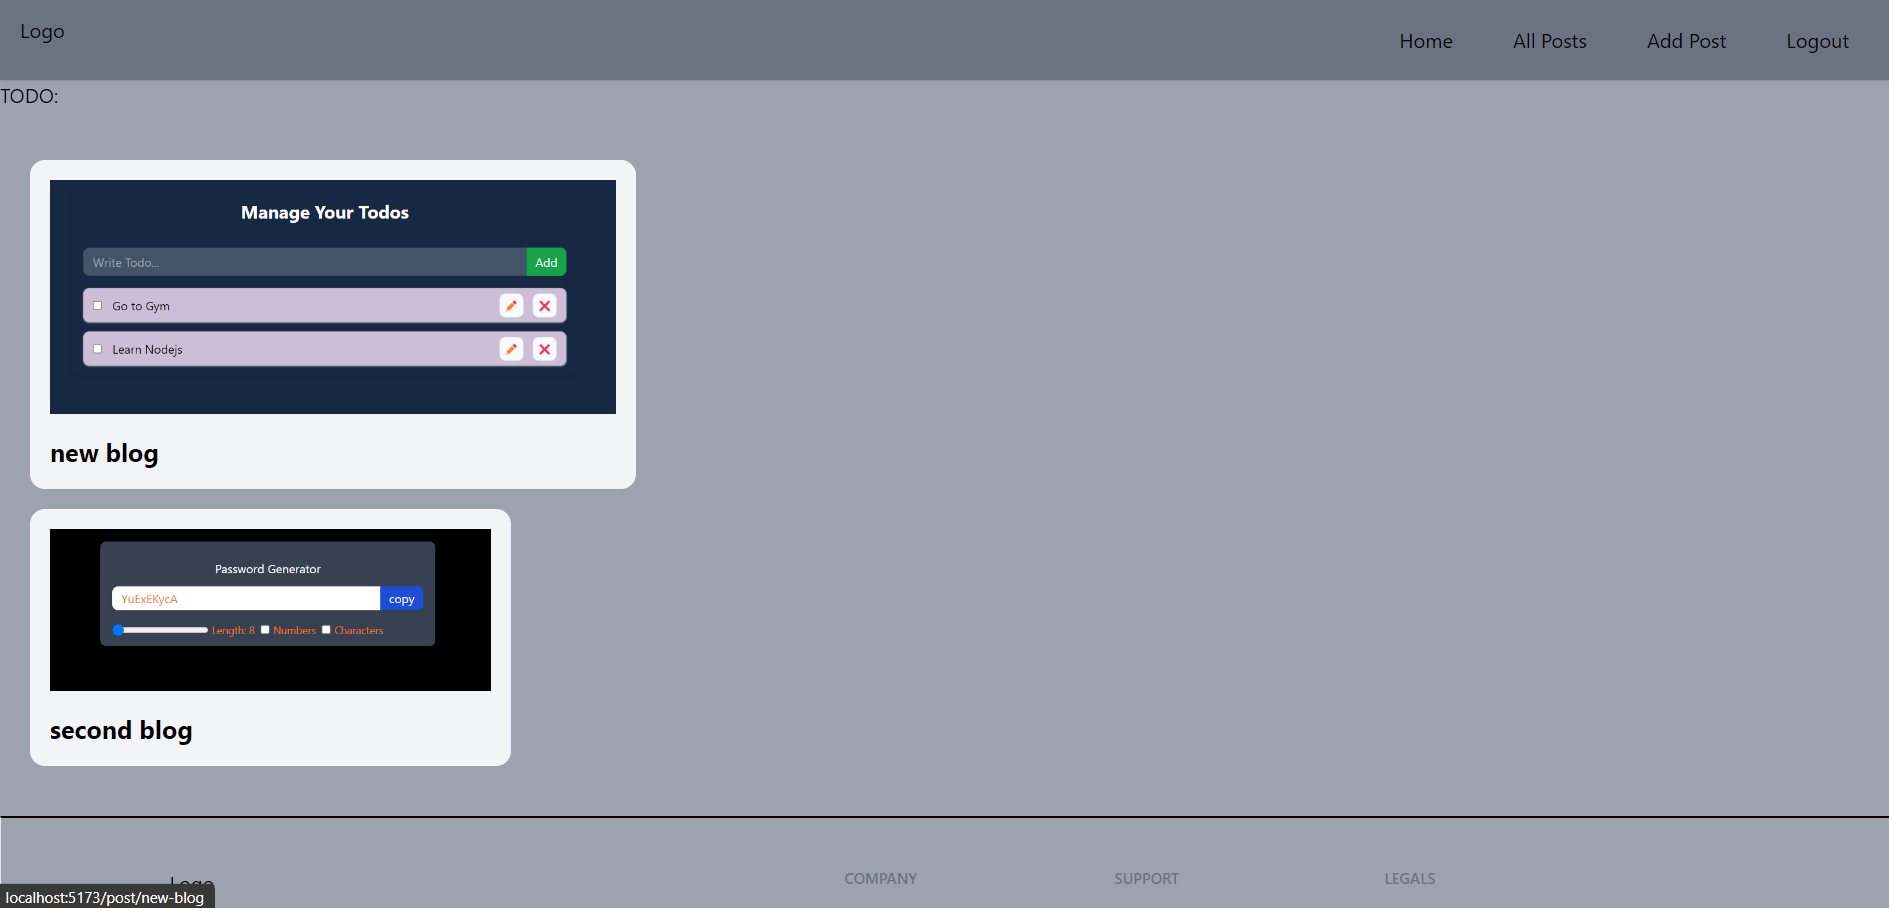 Logo
Home
All Posts
Add Post
Logout
TODO:
Manage Your Todos
Write Todo...
Add
Go to Gym
Learn Nodejs
new blog
Password Generator
YuExEKycA
copy
Length: 8
Numbers
Characters
second blog
Logo
COMPANY
SUPPORT
LEGALS
localhost:5173/post/new-blog